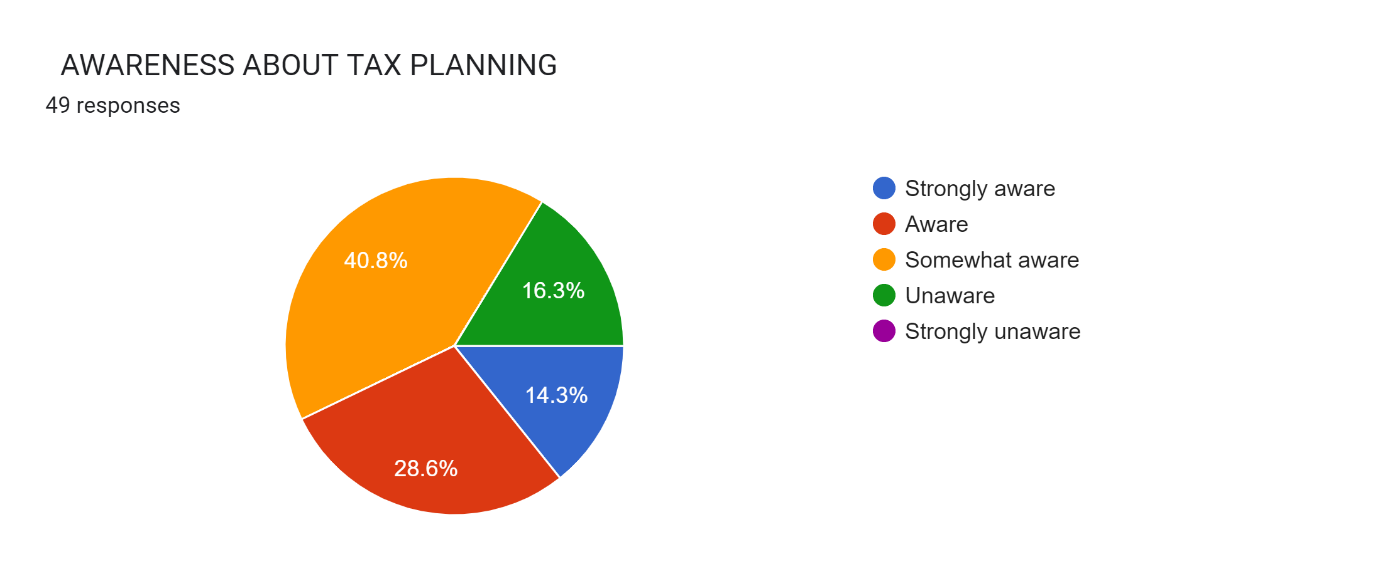 AWARENESS ABOUT TAX PLANNING
49 responses
Strongly aware
Aware
Somewhat aware
Unaware
Strongly unaware
40.8%
16.3%
14.3%
28.6%